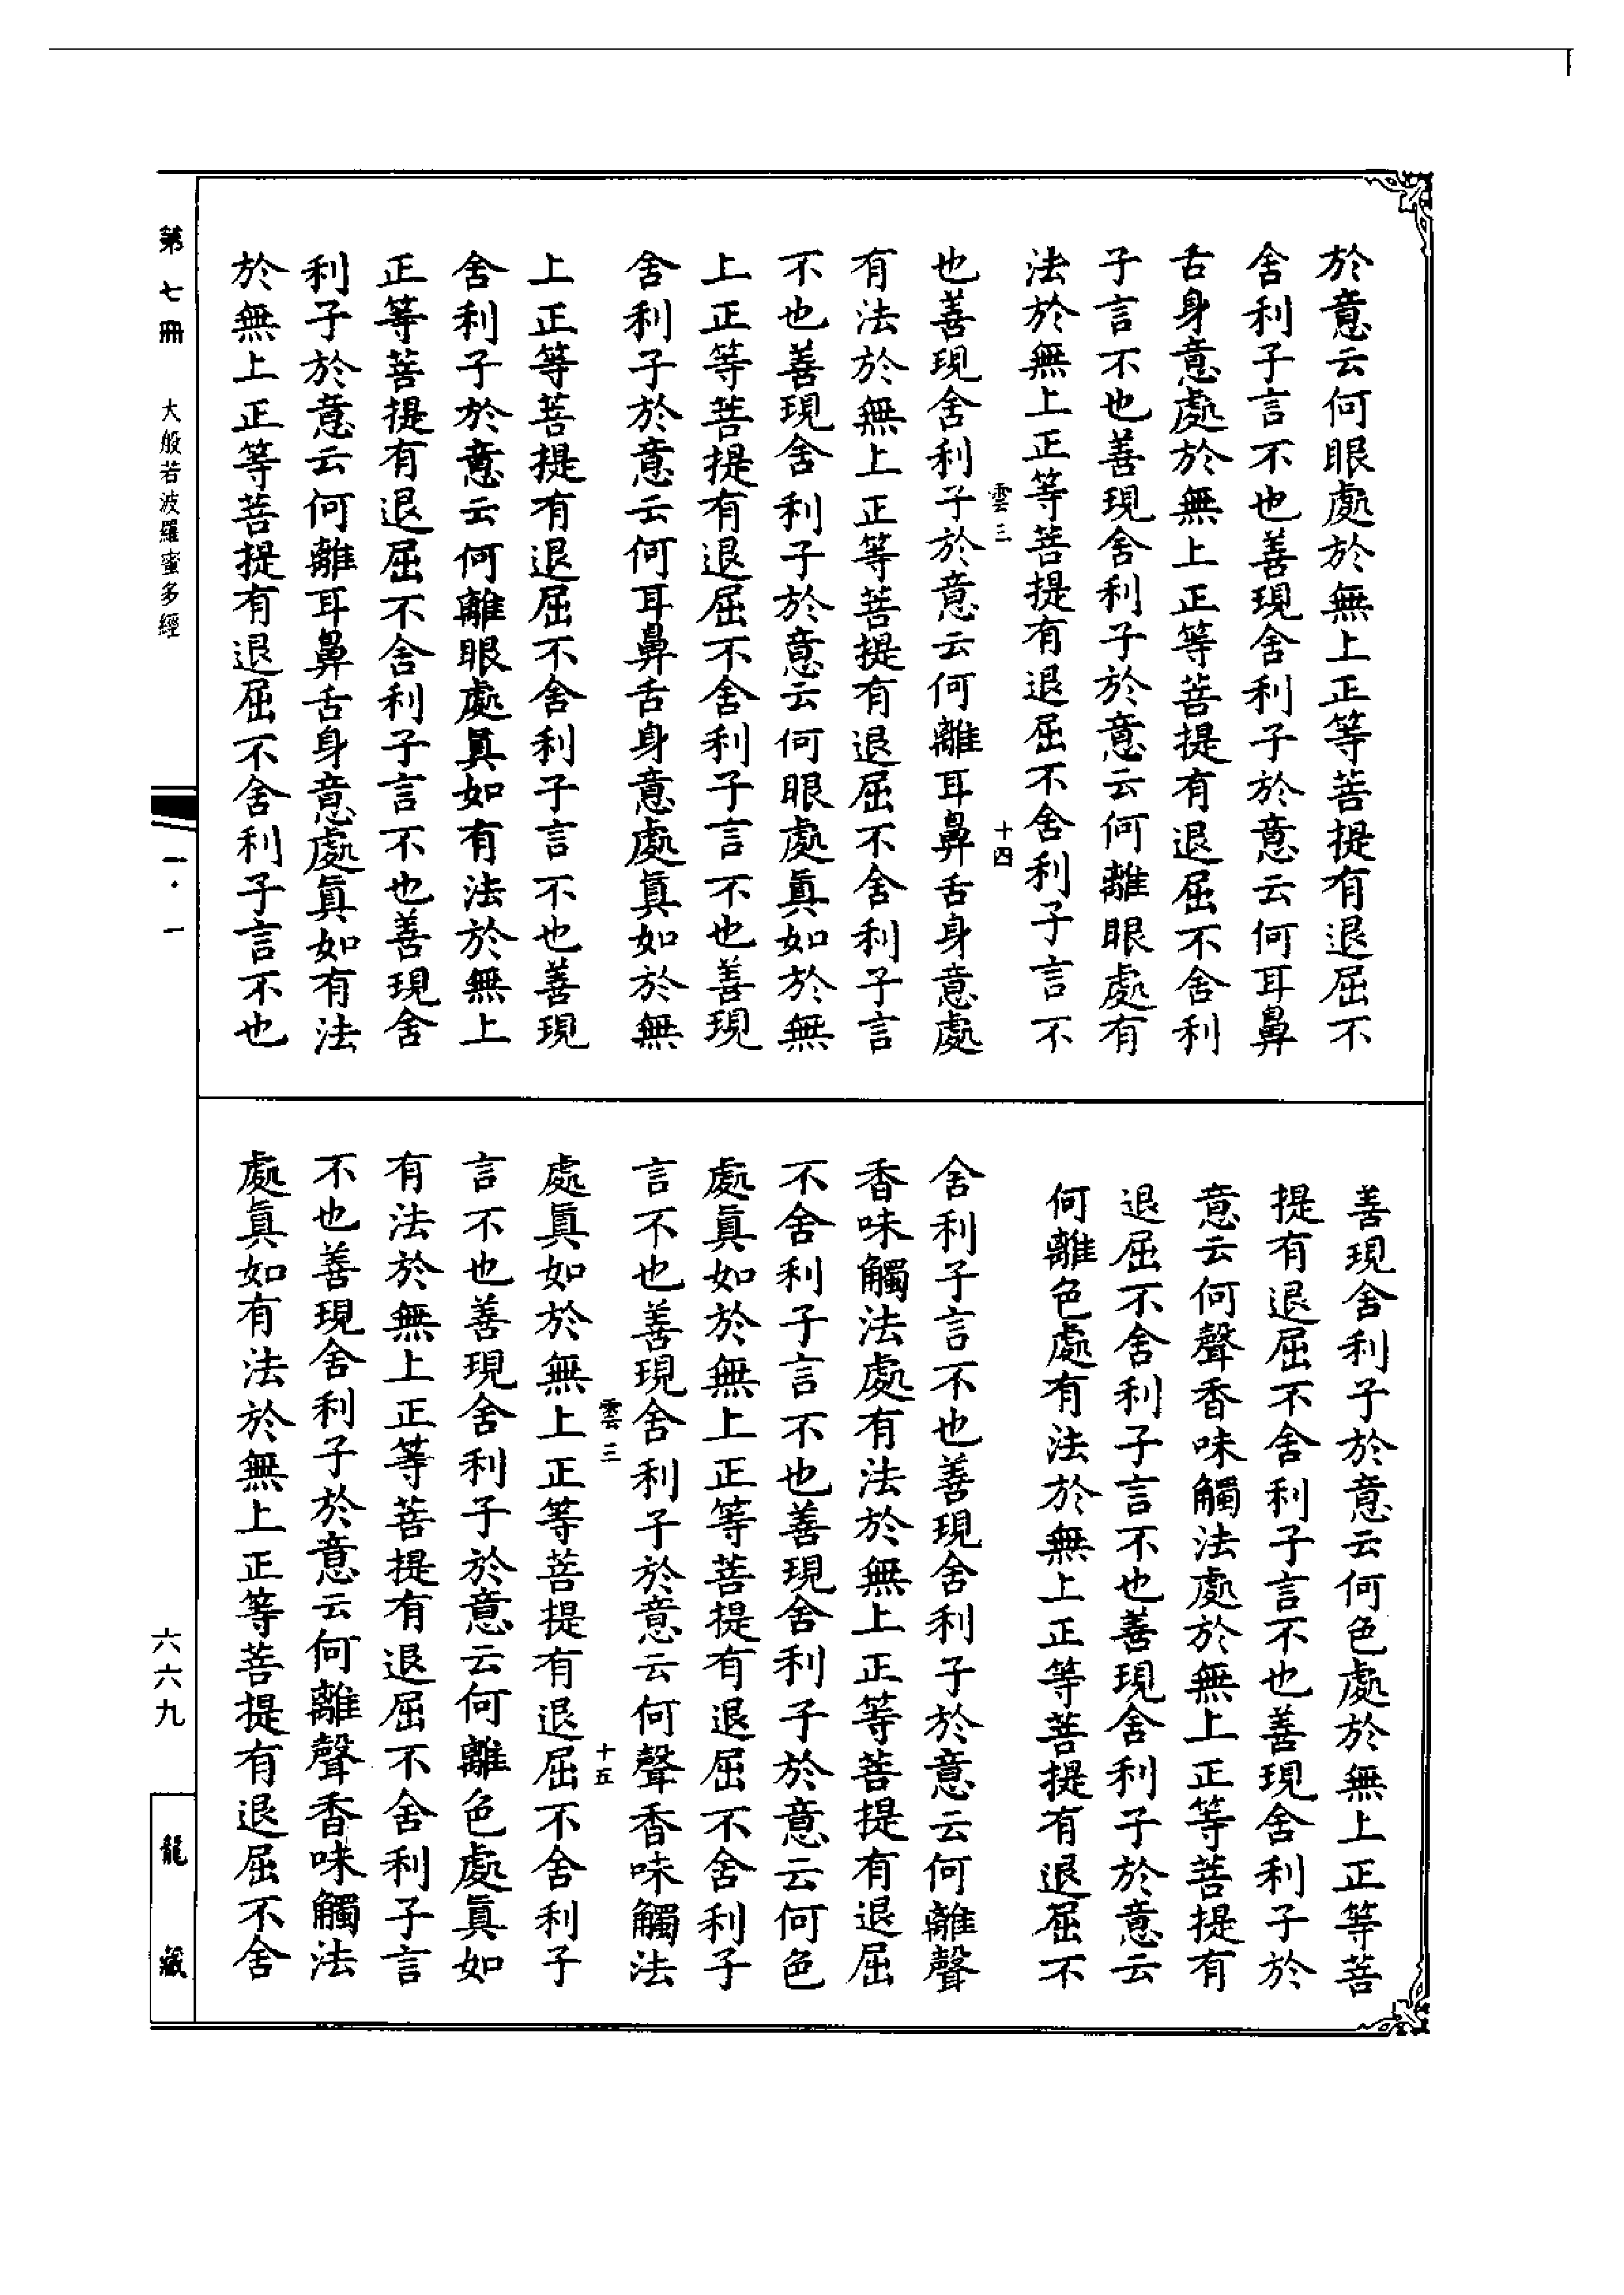 於意云何眼處於無上正等菩提有退屈不
舍利子言不也善現舍利子於意云何耳鼻
舌身意處於無上正等菩提有退屈不舍利
子言不也善現舍利子於意云何離眼處有
法於無上正等菩提有退屈不舍利子言不
雲三 十四
也善現舍利子於意云何離耳鼻舌身意處
有法於無上正等菩提有退屈不舍利子言
不也善現舍利子於意云何眼處眞如於無
上正等菩提有退屈不舍利子言不也善現
舍利子於意云何耳鼻舌身意處眞如於無
上正等菩提有退屈不舍利子言不也善現
舍利子於意云何離眼處眞如有法於無上
正等菩提有退屈不舍利子言不也善現舍
利子於意云何離耳鼻舌身意處眞如有法
於無上正等菩提有退屈不舍利子言不也
善現舍利子於意云何色處於無上正等菩
提有退屈不舍利子言不也善現舍利子於
意云何聲香味觸法處於無上正等菩提有
退屈不舍利子言不也善現舍利子於意云
何離色處有法於無上正等菩提有退屈不
舍利子言不也善現舍利子於意云何離聲
香味觸法處有法於無上正等菩提有退屈
不舍利子言不也善現舍利子於意云何色
處眞如於無上正等菩提有退屈不舍利子
言不也善現舍利子於意云何聲香味觸法
雲三 十五
處眞如於無上正等菩提有退屈不舍利子
言不也善現舍利子於意云何離色處眞如
有法於無上正等菩提有退屈不舍利子言
不也善現舍利子於意云何離聲香味觸法
處眞如有法於無上正等菩提有退屈不舍
第七冊 大般若波羅蜜多經 一·一 六六九 龍藏